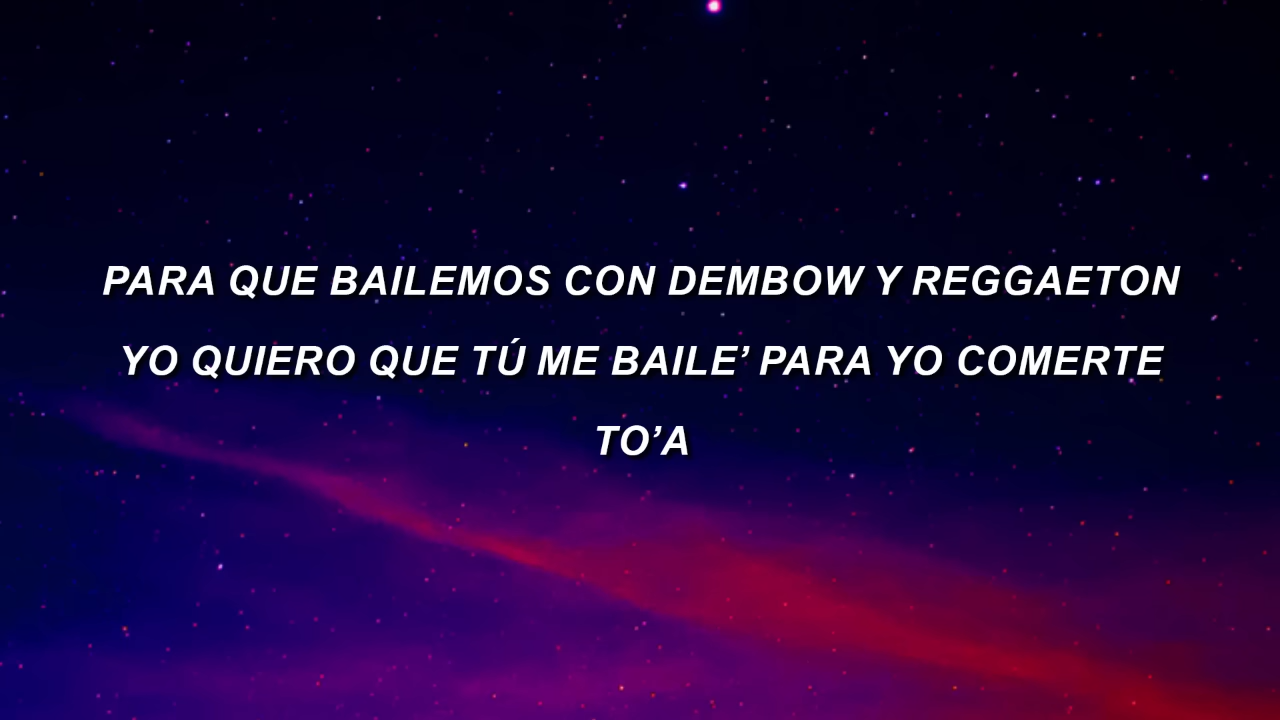 PARA QUE BAILEMOS CON DEMBOW Y REGGAETON
YO QUIERO QUE TÚ ME BAILE’ PARA YO COMERTE
TO’A